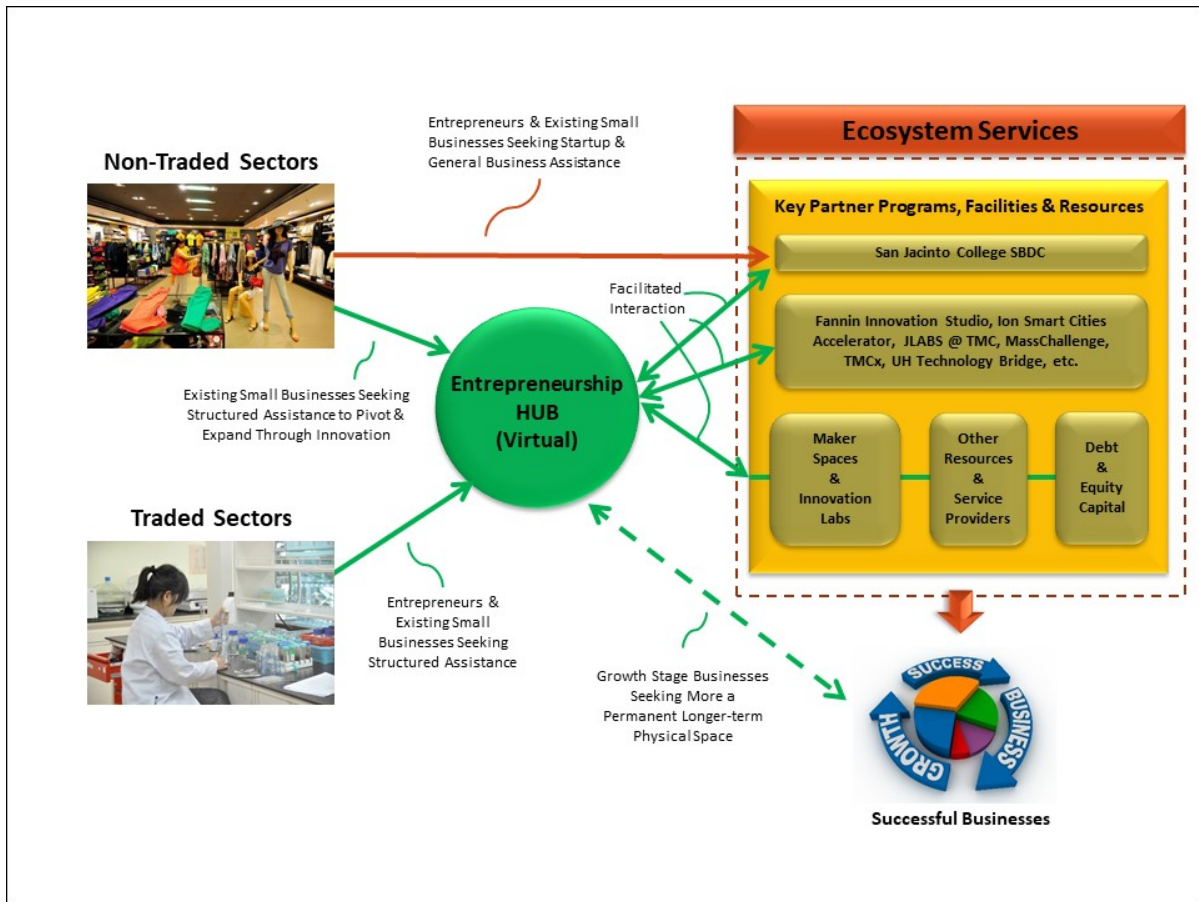 Entrepreneurs & Existing Small
Businesses Seeking Startup &
General Business Assistance
Ecosystem Services
Non-Traded Sectors
Key Partner Programs, Facilities & Resources
San Jacinto College SBDC
Facilitated
Interaction
Fannin Innovation Studio, Ion Smart Cities
Accelerator, JLABS @ TMC, MassChallenge,
TMCx, UH Technology Bridge, etc.
Entrepreneurship
HUB
(Virtual)
Existing Small Businesses Seeking
Structured Assistance to Pivot &
Expand Through Innovation
Maker
Spaces
&
Innovation
Labs
Other
Resources
&
Service
Providers
Debt
&
Equity
Capital
Traded Sectors
Entrepreneurs &
Existing Small
Businesses Seeking
Structured Assistance
Growth Stage Businesses
Seeking More a
Permanent Longer-term
Physical Space
SUCCESS
BUSINESS
GROWTH
Successful Businesses